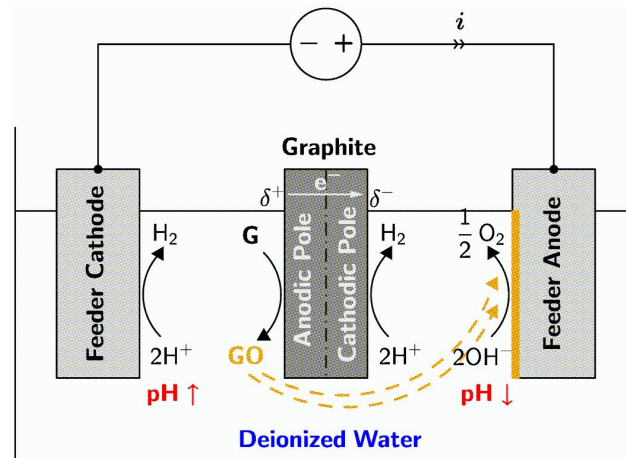 − +
i
Graphite
δ⁺ e⁻ δ⁻
Feeder Cathode
H₂
G
Anodic Pole
Cathodic Pole
H₂
1/2 O₂
Feeder Anode
2H⁺
GO
2H⁺
2OH⁻
pH ↑
pH ↓
Deionized Water